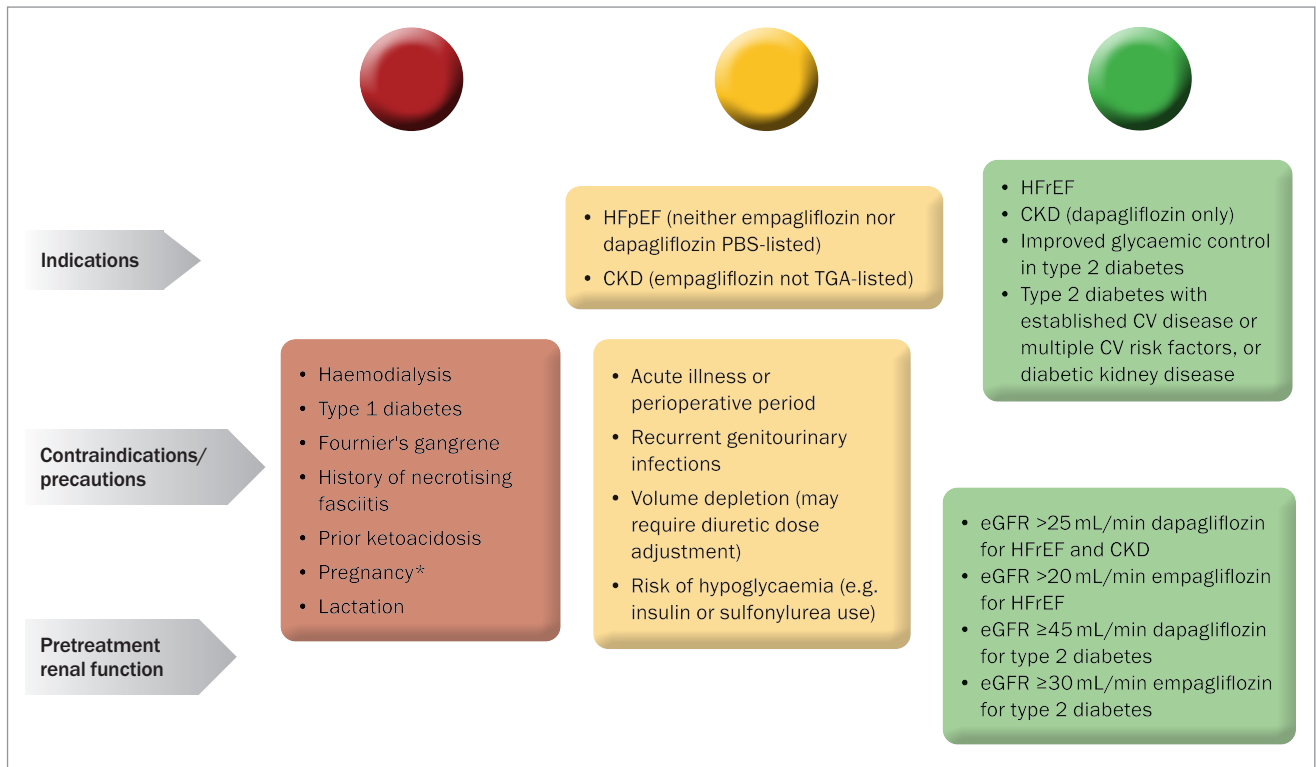 Indications
• HFpEF (neither empagliflozin nor
dapagliflozin PBS-listed)
• CKD (empagliflozin not TGA-listed)
• HFrEF
• CKD (dapagliflozin only)
• Improved glycaemic control
in type 2 diabetes
• Type 2 diabetes with
established CV disease or
multiple CV risk factors, or
diabetic kidney disease
Contraindications/
precautions
• Haemodialysis
• Type 1 diabetes
• Fournier's gangrene
• History of necrotising
fasciitis
• Prior ketoacidosis
• Pregnancy*
• Lactation
• Acute illness or
perioperative period
• Recurrent genitourinary
infections
• Volume depletion (may
require diuretic dose
adjustment)
• Risk of hypoglycaemia (e.g.
insulin or sulfonylurea use)
Pretreatment
renal function
• eGFR >25 mL/min dapagliflozin
for HFrEF and CKD
• eGFR >20 mL/min empagliflozin
for HFrEF
• eGFR ≥45 mL/min dapagliflozin
for type 2 diabetes
• eGFR ≥30 mL/min empagliflozin
for type 2 diabetes